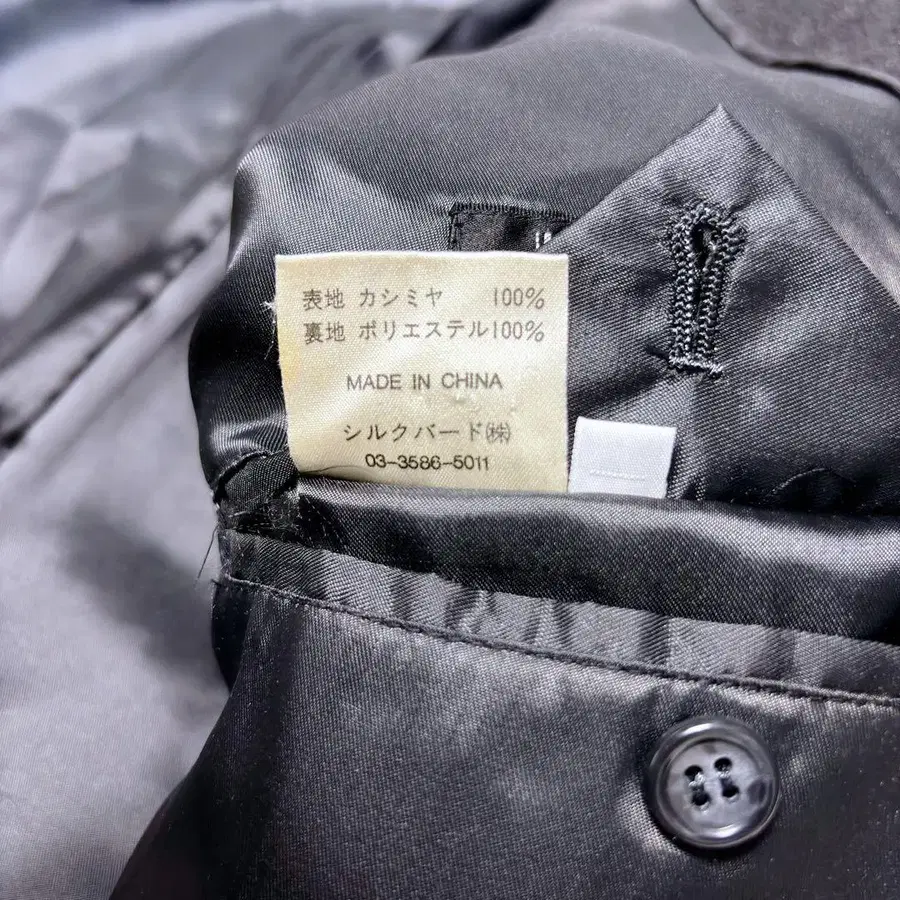 表地 カシミヤ 100%
裏地 ポリエステル100%
MADE IN CHINA
シルクバード㈱
03-3586-5011